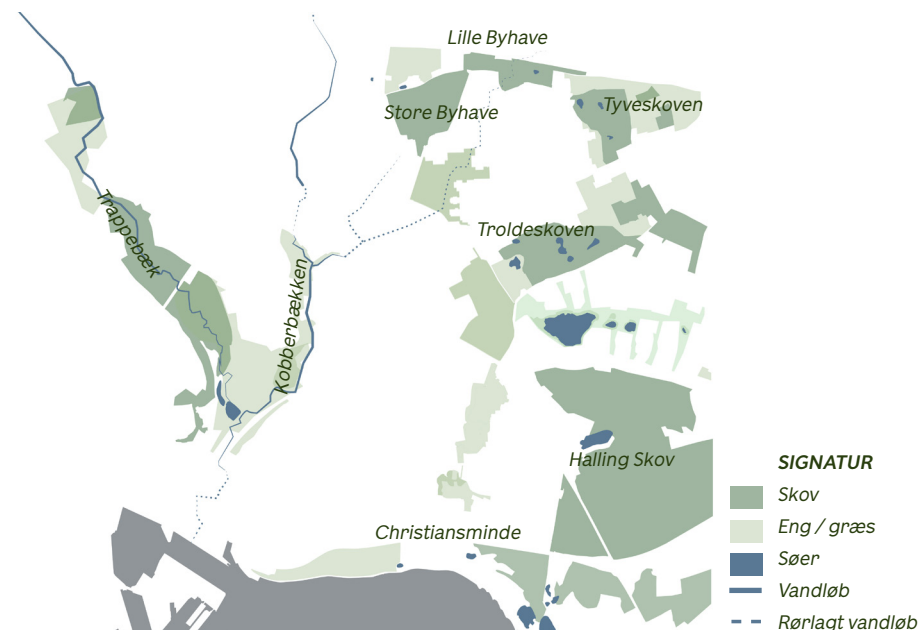 Lille Byhave
Store Byhave
Tyveskoven
Trappebæk
Troldeskoven
Kobberbækken
Halling Skov
Christiansminde
SIGNATUR
Skov
Eng / græs
Søer
Vandløb
Rørlagt vandløb